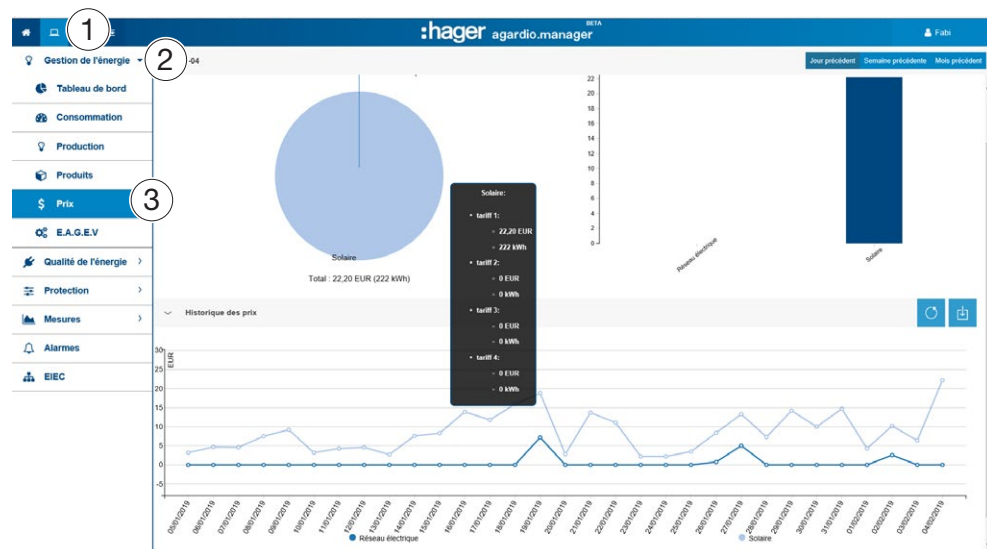 1
:hager agardio.manager BETA
Fabi
Gestion de l'énergie
2
-04
Jour précédent Semaine précédente Mois précédent
Tableau de bord
Consommation
Production
Produits
3
$ Prix
E.A.G.E.V
Qualité de l'énergie
Protection
Mesures
Alarmes
EIEC
Solaire
Total : 22,20 EUR (222 kWh)
22
20
18
16
14
12
10
8
6
4
2
0
Réseau électrique
Solaire
Solaire:
• tariff 1:
◦ 22,20 EUR
◦ 222 kWh
• tariff 2:
◦ 0 EUR
◦ 0 kWh
• tariff 3:
◦ 0 EUR
◦ 0 kWh
• tariff 4:
◦ 0 EUR
◦ 0 kWh
Historique des prix
EUR
30
25
20
15
10
5
0
-5
05/01/2019
06/01/2019
07/01/2019
08/01/2019
09/01/2019
10/01/2019
11/01/2019
12/01/2019
13/01/2019
14/01/2019
15/01/2019
16/01/2019
17/01/2019
18/01/2019
19/01/2019
20/01/2019
21/01/2019
22/01/2019
23/01/2019
24/01/2019
25/01/2019
26/01/2019
27/01/2019
28/01/2019
29/01/2019
30/01/2019
31/01/2019
01/02/2019
02/02/2019
03/02/2019
04/02/2019
Réseau électrique
Solaire